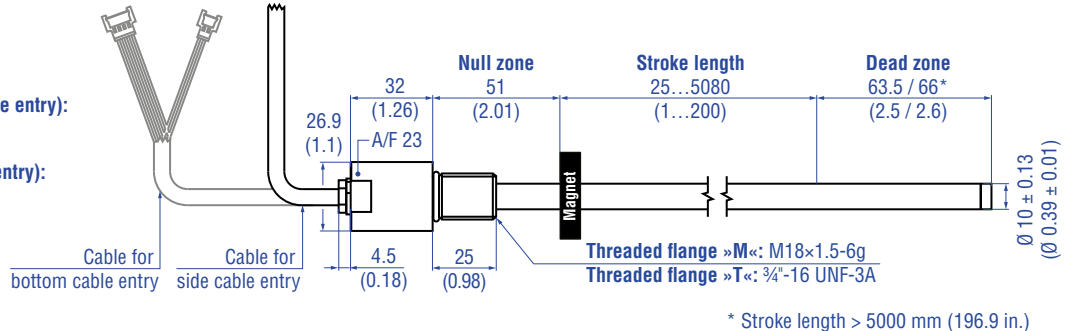 Null zone
Stroke length
Dead zone
32
51
25…5080
63.5 / 66*
(1.26)
(2.01)
(1…200)
(2.5 / 2.6)
e entry):
26.9
(1.1)
A/F 23
entry):
Magnet
Ø 10 ± 0.13
(Ø 0.39 ± 0.01)
Cable for
bottom cable entry
Cable for
side cable entry
4.5
(0.18)
25
(0.98)
Threaded flange »M«: M18×1.5-6g
Threaded flange »T«: ¾"-16 UNF-3A
* Stroke length > 5000 mm (196.9 in.)